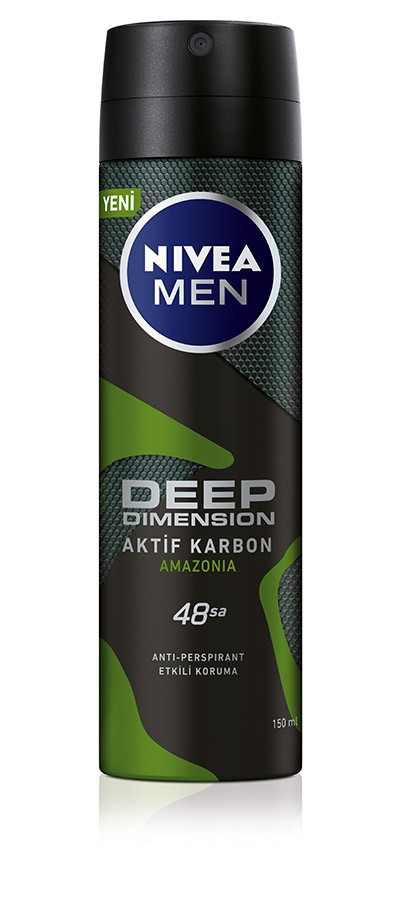 YENİ
NIVEA
MEN
DEEP
DIMENSION
AKTİF KARBON
AMAZONIA
48sa
ANTI-PERSPIRANT
ETKİLİ KORUMA
150 ml